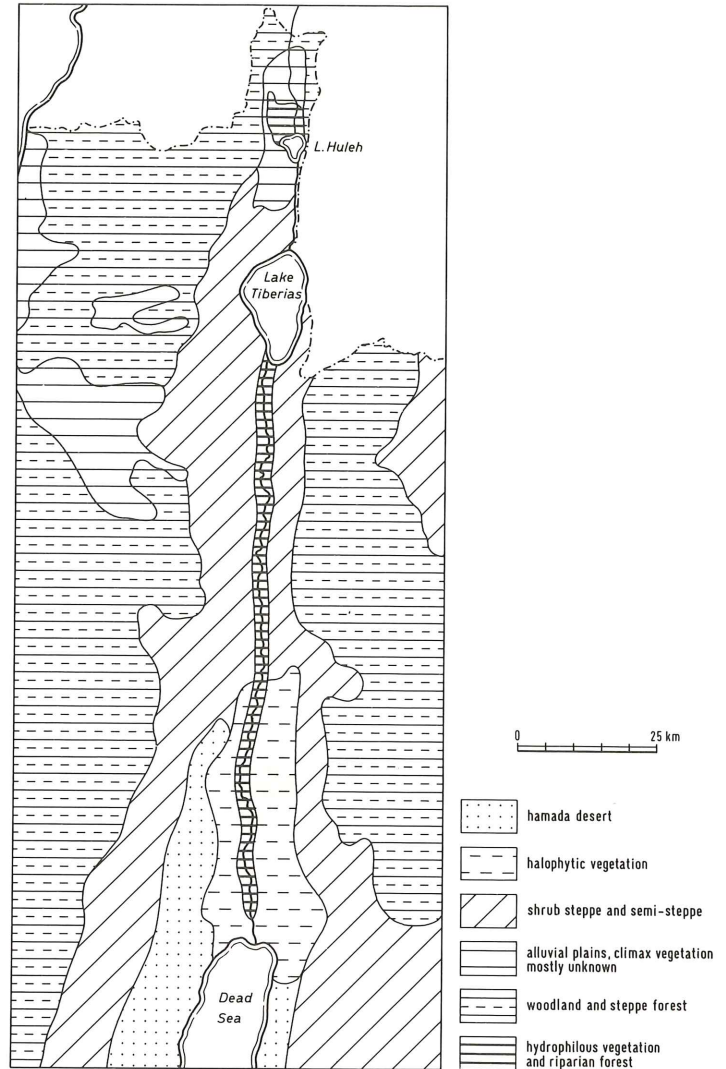 L. Huleh
Lake
Tiberias
Dead
Sea
0 25 km
hamada desert
halophytic vegetation
shrub steppe and semi-steppe
alluvial plains, climax vegetation
mostly unknown
woodland and steppe forest
hydrophilous vegetation
and riparian forest